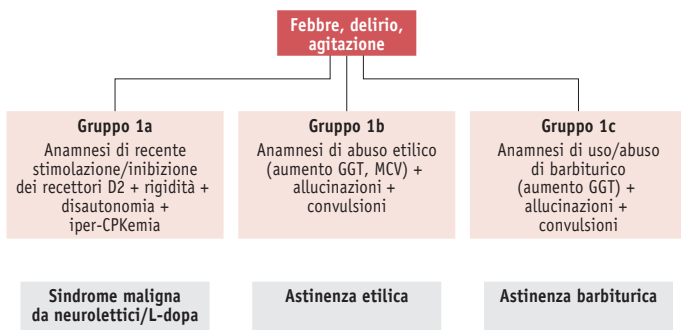 Febbre, delirio,
agitazione
Gruppo 1a
Anamnesi di recente
stimolazione/inibizione
dei recettori D2 + rigidità +
disautonomia +
iper-CPKemia
Gruppo 1b
Anamnesi di abuso etilico
(aumento GGT, MCV) +
allucinazioni +
convulsioni
Gruppo 1c
Anamnesi di uso/abuso
di barbiturico
(aumento GGT) +
allucinazioni +
convulsioni
Sindrome maligna
da neurolettici/L-dopa
Astinenza etilica
Astinenza barbiturica